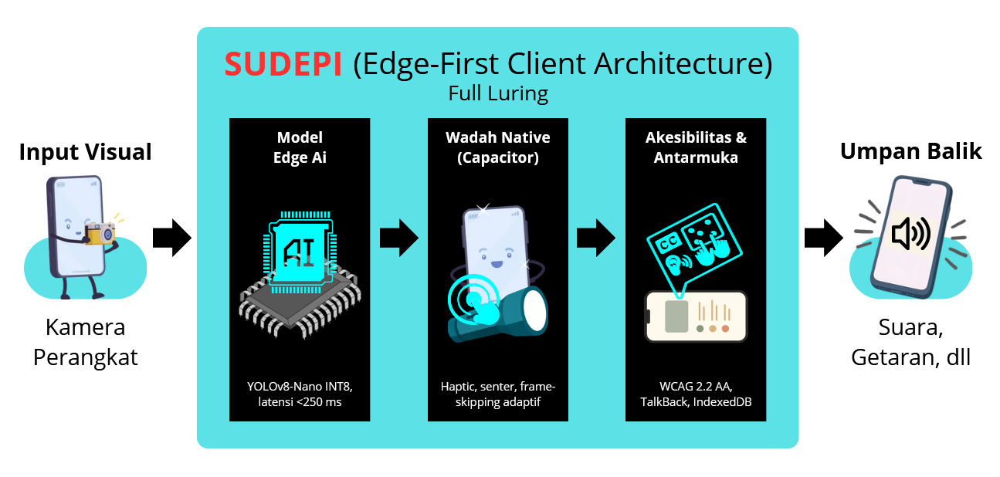 SUDEPI (Edge-First Client Architecture)
Full Luring
Input Visual
Kamera
Perangkat
Model
Edge Ai
AI
YOLOv8-Nano INT8,
latensi <250 ms
Wadah Native
(Capacitor)
Haptic, senter, frame-
skipping adaptif
Akesibilitas &
Antarmuka
CC
WCAG 2.2 AA,
TalkBack, IndexedDB
Umpan Balik
Suara,
Getaran, dll